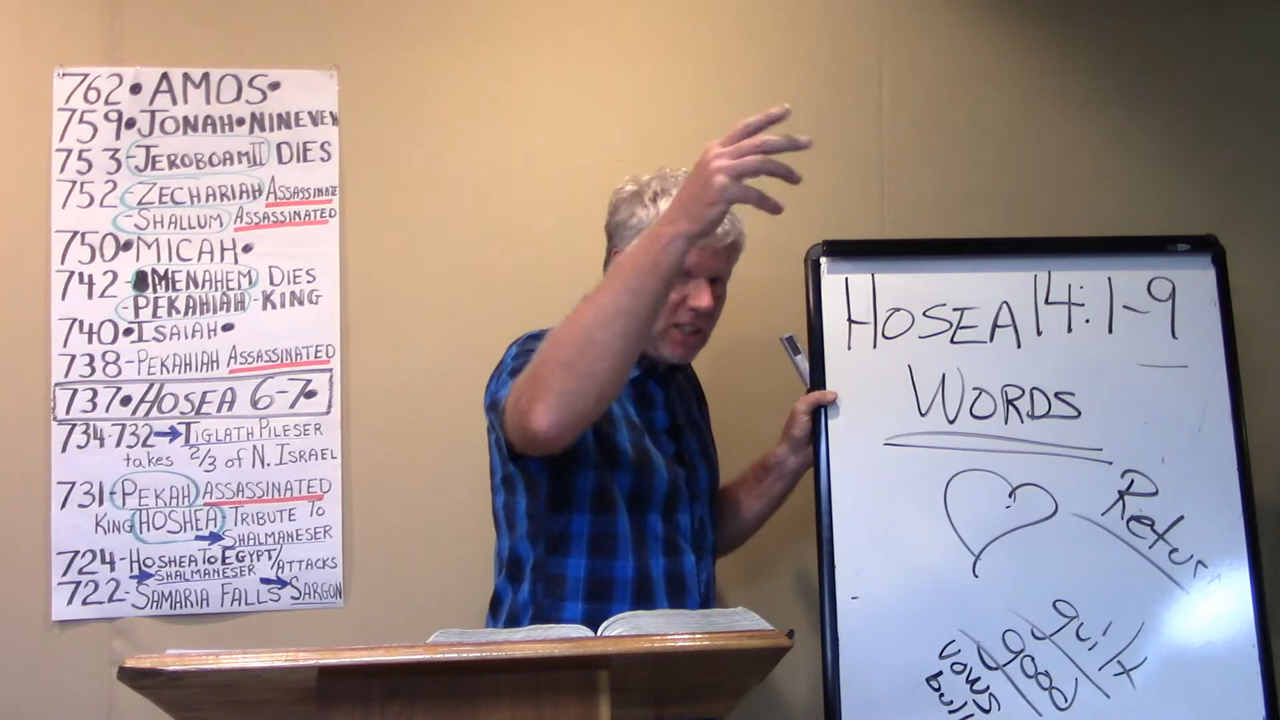 762•AMOS•
759•JONAH•NINEVEH
753-JEROBOAM II DIES
752-ZECHARIAH ASSASSINATE
-SHALLUM ASSASSINATED
750•MICAH•
742-MENAHEM DIES
-PEKAHIAH-KING
740•ISAIAH•
738-PEKAHIAH ASSASSINATED
737•HOSEA 6-7•
734-732→TIGLATH PILESER
takes 2/3 of N. ISRAEL
731-PEKAH ASSASSINATED
KING HOSHEA TRIBUTE TO
→SHALMANESER
724-HOSHEA TO EGYPT/
→SHALMANESER ATTACKS
722-SAMARIA FALLS→SARGON
HOSEA 14:1-9
WORDS
Retur
guilt
good
vows
bull